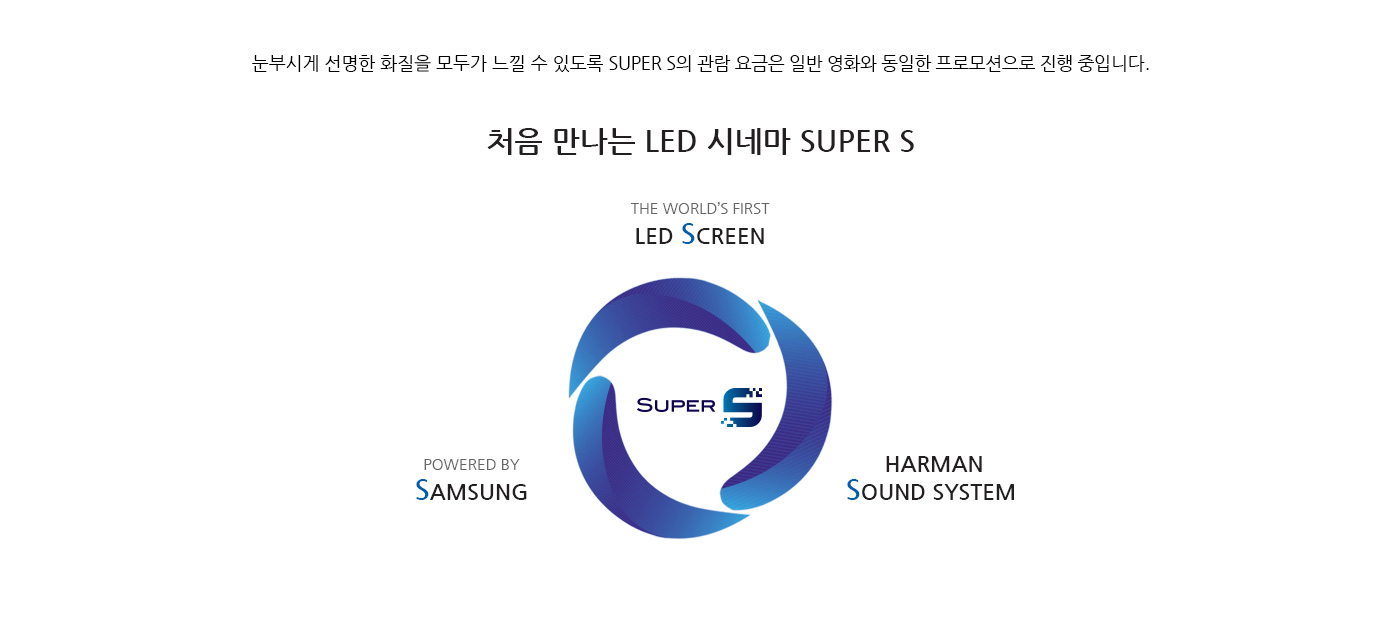 눈부시게 선명한 화질을 모두가 느낄 수 있도록 SUPER S의 관람 요금은 일반 영화와 동일한 프로모션으로 진행 중입니다.
처음 만나는 LED 시네마 SUPER S
THE WORLD'S FIRST
LED SCREEN
SUPER S
POWERED BY
SAMSUNG
HARMAN
SOUND SYSTEM